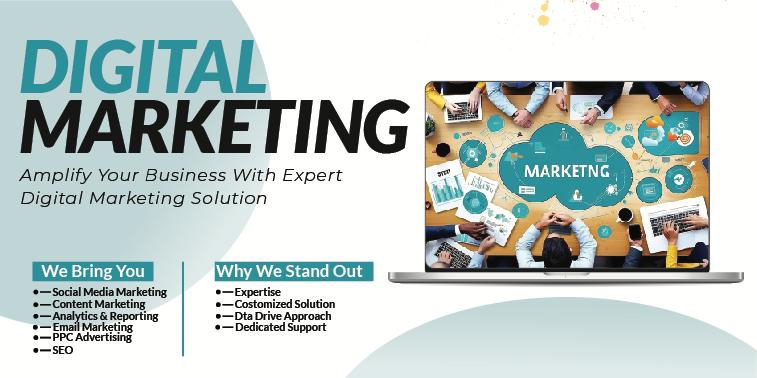 DIGITAL
MARKETING
Amplify Your Business With Expert
Digital Marketing Solution
We Bring You
Social Media Marketing
Content Marketing
Analytics & Reporting
Email Marketing
PPC Advertising
SEO
Why We Stand Out
Expertise
Costomized Solution
Dta Drive Approach
Dedicated Support
MARKETNG